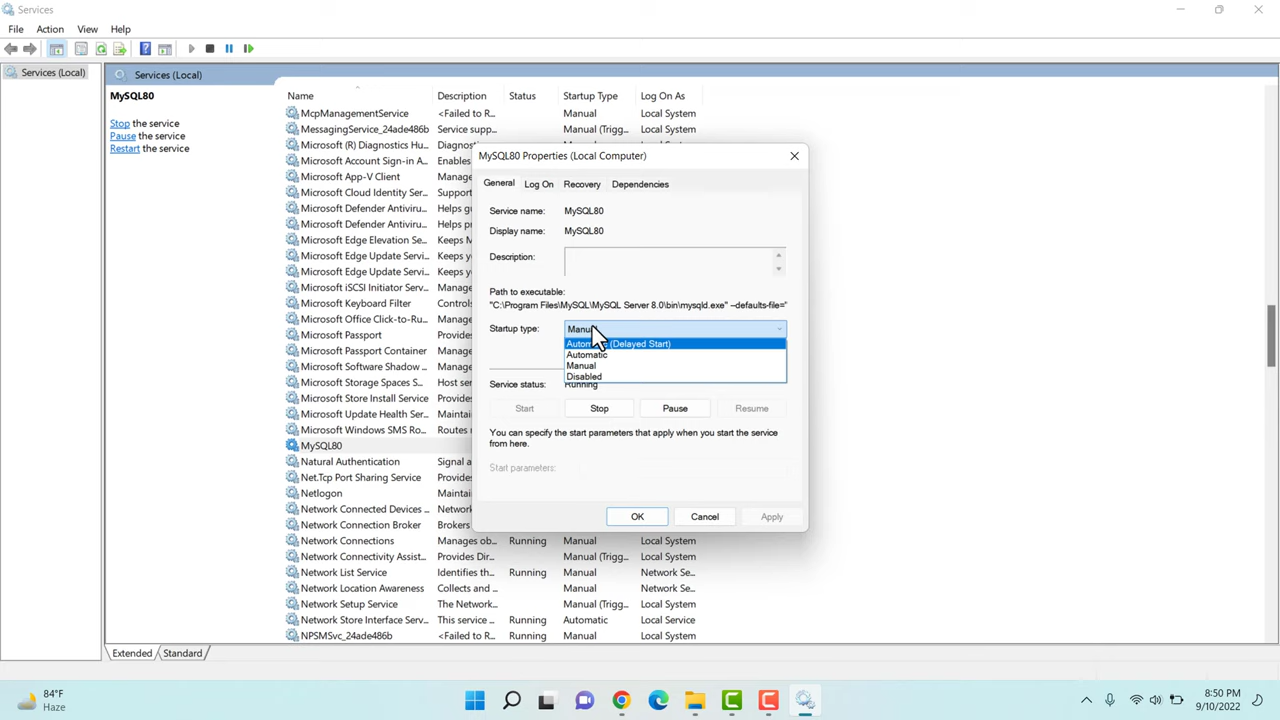 Services
File Action View Help
Services (Local)
Services (Local)
MySQL80
Stop the service
Pause the service
Restart the service
Name Description Status Startup Type Log On As
McpManagementService <Failed to R... Manual Local System
MessagingService_24ade486b Service supp... Manual (Trigg... Local System
Microsoft (R) Diagnostics Hu... Diagnostics
Microsoft Account Sign-in A... Enables
Microsoft App-V Client Manage
Microsoft Cloud Identity Ser... Support
Microsoft Defender Antiviru... Helps g
Microsoft Defender Antiviru... Helps pr
Microsoft Edge Elevation Se... Keeps M
Microsoft Edge Update Servi... Keeps yo
Microsoft Edge Update Servi... Keeps yo
Microsoft iSCSI Initiator Servi... Manage
Microsoft Keyboard Filter Control
Microsoft Office Click-to-Ru... Manage
Microsoft Passport Provides
Microsoft Passport Container Manage
Microsoft Software Shadow ... Manage
Microsoft Storage Spaces S... Host ser
Microsoft Store Install Service Provides
Microsoft Update Health Ser... Maintain
Microsoft Windows SMS Ro... Routes
MySQL80
Natural Authentication Signal a
Net.Tcp Port Sharing Service Provides
Netlogon Maintai
Network Connected Devices ... Network
Network Connection Broker Brokers
Network Connections Manages ob... Running Manual Local System
Network Connectivity Assist... Provides Dir... Manual (Trigg... Local System
Network List Service Identifies th... Running Manual Network Se...
Network Location Awareness Collects and ... Manual Network Se...
Network Setup Service The Network... Manual (Trigg... Local System
Network Store Interface Serv... This service ... Running Automatic Local Service
NPSMSvc_24ade486b <Failed to R... Running Manual Local System
MySQL80 Properties (Local Computer)
General Log On Recovery Dependencies
Service name: MySQL80
Display name: MySQL80
Description:
Path to executable:
"C:\Program Files\MySQL\MySQL Server 8.0\bin\mysqld.exe" --defaults-file="
Startup type: Manual
Automatic (Delayed Start)
Automatic
Manual
Disabled
Service status: Running
Start Stop Pause Resume
You can specify the start parameters that apply when you start the service
from here.
Start parameters:
OK Cancel Apply
Extended Standard
84°F
Haze
8:50 PM
9/10/2022